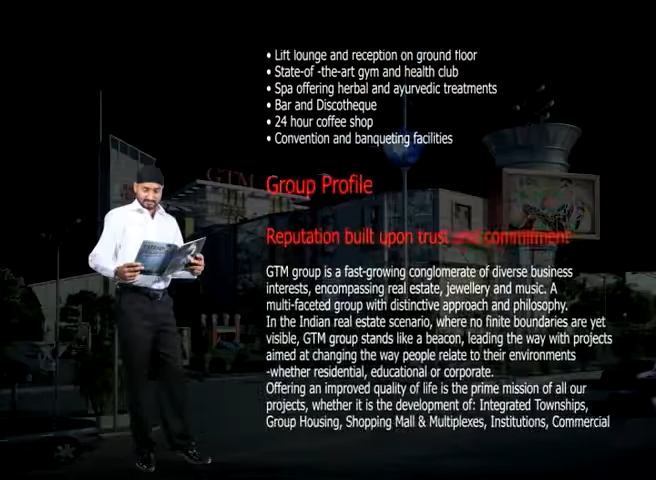 • Lift lounge and reception on ground floor
• State-of -the-art gym and health club
• Spa offering herbal and ayurvedic treatments
• Bar and Discotheque
• 24 hour coffee shop
• Convention and banqueting facilities
GTM
Group Profile
Reputation built upon trust and commitment
GTM group is a fast-growing conglomerate of diverse business
interests, encompassing real estate, jewellery and music. A
multi-faceted group with distinctive approach and philosophy.
In the Indian real estate scenario, where no finite boundaries are yet
visible, GTM group stands like a beacon, leading the way with projects
aimed at changing the way people relate to their environments
-whether residential, educational or corporate.
Offering an improved quality of life is the prime mission of all our
projects, whether it is the development of: Integrated Townships,
Group Housing, Shopping Mall & Multiplexes, Institutions, Commercial